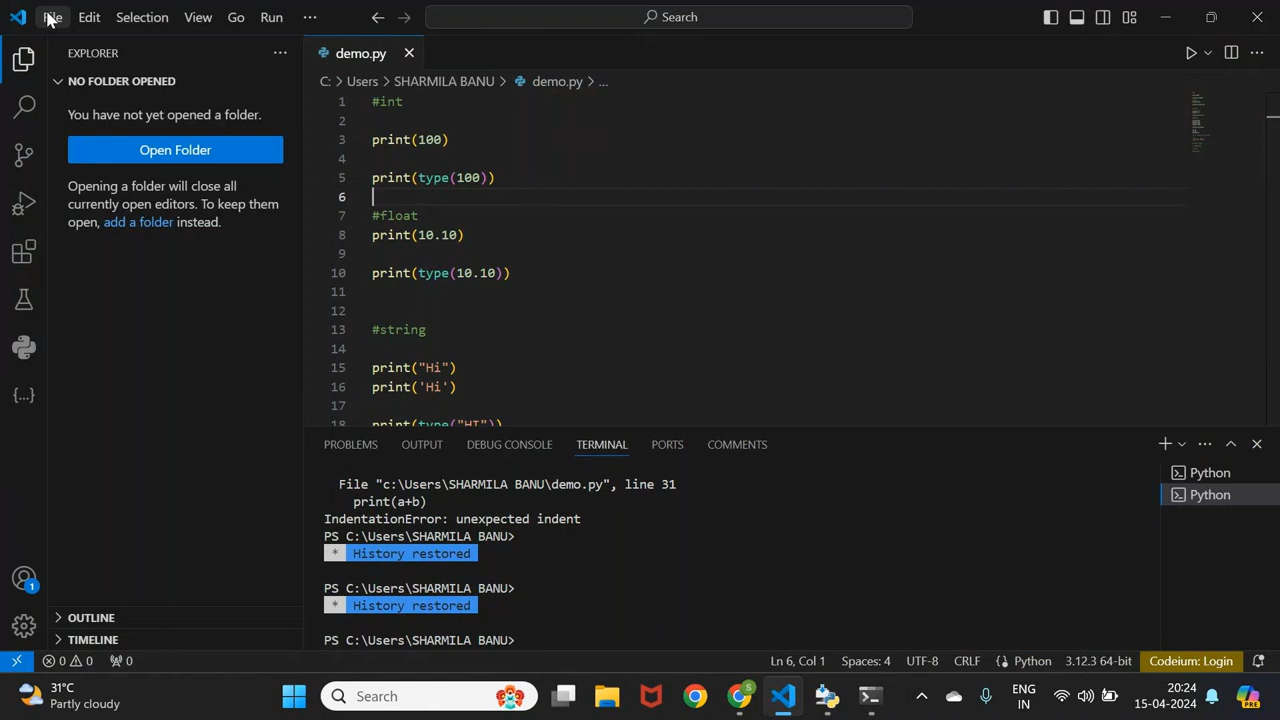 File Edit Selection View Go Run ··· Search
EXPLORER ···
demo.py
NO FOLDER OPENED
C: > Users > SHARMILA BANU > demo.py > ...
You have not yet opened a folder.
Open Folder
Opening a folder will close all
currently open editors. To keep them
open, add a folder instead.
1 #int
2
3 print(100)
4
5 print(type(100))
6
7 #float
8 print(10.10)
9
10 print(type(10.10))
11
12
13 #string
14
15 print("Hi")
16 print('Hi')
17
18 print(type("HI"))
PROBLEMS OUTPUT DEBUG CONSOLE TERMINAL PORTS COMMENTS
File "c:\Users\SHARMILA BANU\demo.py", line 31
print(a+b)
IndentationError: unexpected indent
PS C:\Users\SHARMILA BANU>
* History restored
PS C:\Users\SHARMILA BANU>
* History restored
PS C:\Users\SHARMILA BANU>
Python
Python
1
OUTLINE
TIMELINE
0 0 0 Ln 6, Col 1 Spaces: 4 UTF-8 CRLF Python 3.12.3 64-bit Codeium: Login
31°C
Partly cloudy
Search
S
ENG
IN
20:24
15-04-2024
PRE